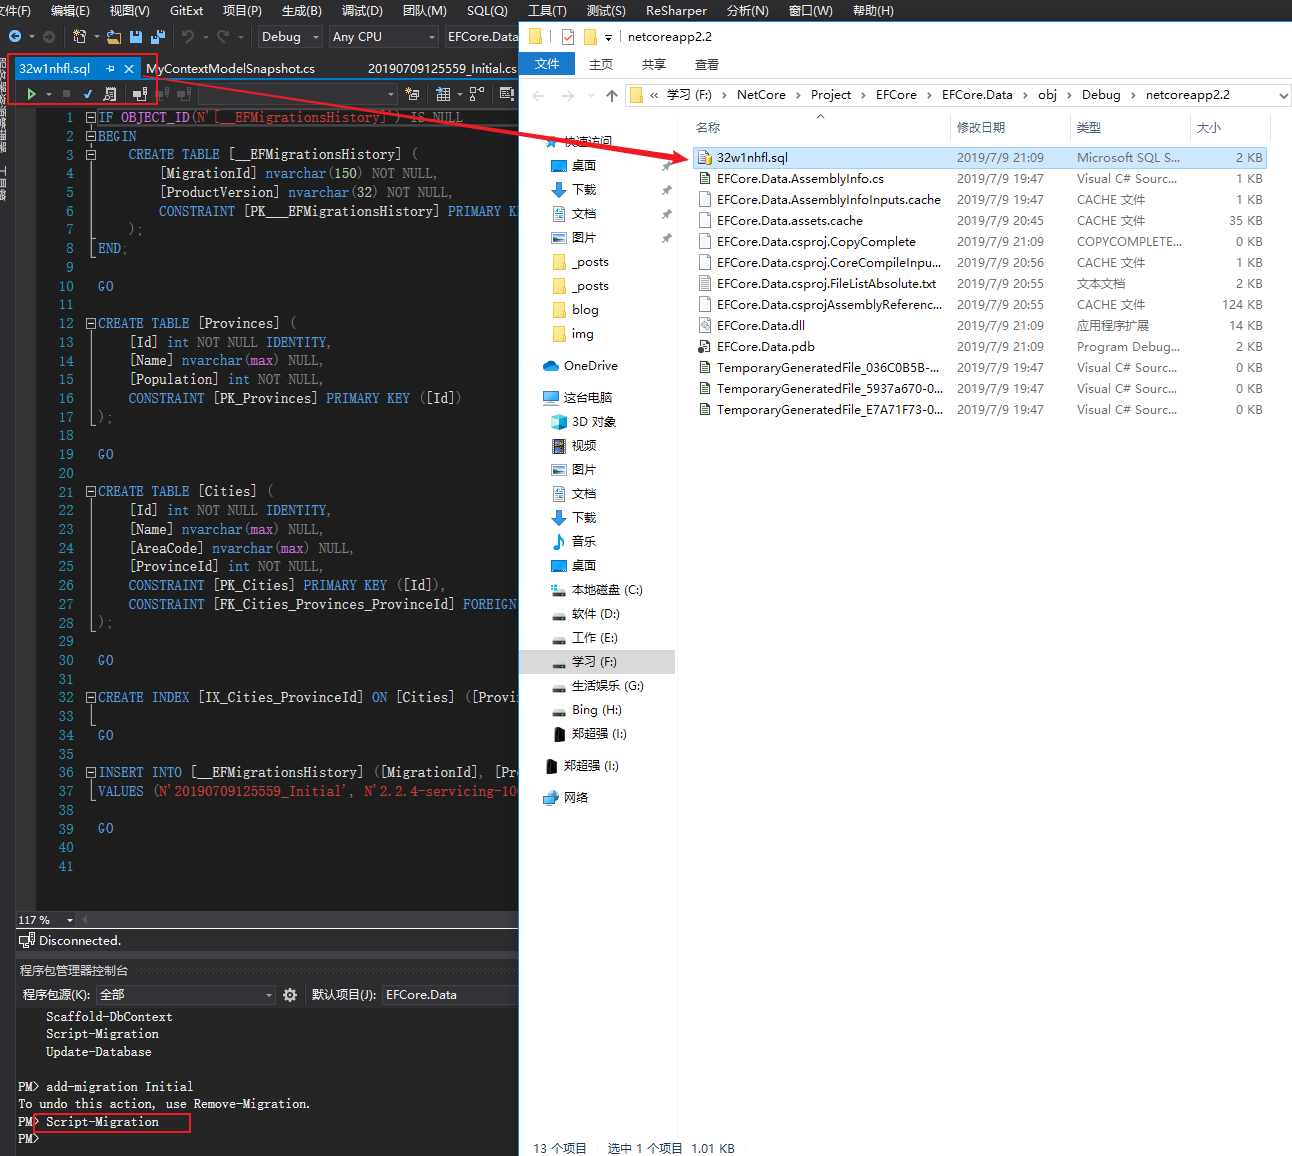 文件(F) 编辑(E) 视图(V) GitExt 项目(P) 生成(B) 调试(D) 团队(M) SQL(Q) 工具(T) 测试(S) ReSharper 分析(N) 窗口(W) 帮助(H)
Debug Any CPU EFCore.Data
32w1nhfl.sql MyContextModelSnapshot.cs 20190709125559_Initial.cs
1 IF OBJECT_ID(N'[__EFMigrationsHistory]') IS NULL
2 BEGIN
3 CREATE TABLE [__EFMigrationsHistory] (
4 [MigrationId] nvarchar(150) NOT NULL,
5 [ProductVersion] nvarchar(32) NOT NULL,
6 CONSTRAINT [PK___EFMigrationsHistory] PRIMARY KE
7 );
8 END;
9
10 GO
11
12 CREATE TABLE [Provinces] (
13 [Id] int NOT NULL IDENTITY,
14 [Name] nvarchar(max) NULL,
15 [Population] int NOT NULL,
16 CONSTRAINT [PK_Provinces] PRIMARY KEY ([Id])
17 );
18
19 GO
20
21 CREATE TABLE [Cities] (
22 [Id] int NOT NULL IDENTITY,
23 [Name] nvarchar(max) NULL,
24 [AreaCode] nvarchar(max) NULL,
25 [ProvinceId] int NOT NULL,
26 CONSTRAINT [PK_Cities] PRIMARY KEY ([Id]),
27 CONSTRAINT [FK_Cities_Provinces_ProvinceId] FOREIGN
28 );
29
30 GO
31
32 CREATE INDEX [IX_Cities_ProvinceId] ON [Cities] ([Provi
33
34 GO
35
36 INSERT INTO [__EFMigrationsHistory] ([MigrationId], [Pr
37 VALUES (N'20190709125559_Initial', N'2.2.4-servicing-10
38
39 GO
40
41
117 %
Disconnected.
程序包管理器控制台
程序包源(K): 全部 默认项目(J): EFCore.Data
Scaffold-DbContext
Script-Migration
Update-Database
PM> add-migration Initial
To undo this action, use Remove-Migration.
PM> Script-Migration
PM>
netcoreapp2.2
文件 主页 共享 查看
« 学习 (F:) › NetCore › Project › EFCore › EFCore.Data › obj › Debug › netcoreapp2.2
快速访问
桌面
下载
文档
图片
_posts
_posts
blog
img
OneDrive
这台电脑
3D 对象
视频
图片
文档
下载
音乐
桌面
本地磁盘 (C:)
软件 (D:)
工作 (E:)
学习 (F:)
生活娱乐 (G:)
Bing (H:)
郑超强 (I:)
郑超强 (I:)
网络
名称 修改日期 类型 大小
32w1nhfl.sql 2019/7/9 21:09 Microsoft SQL S... 2 KB
EFCore.Data.AssemblyInfo.cs 2019/7/9 19:47 Visual C# Sourc... 1 KB
EFCore.Data.AssemblyInfoInputs.cache 2019/7/9 19:47 CACHE 文件 1 KB
EFCore.Data.assets.cache 2019/7/9 20:45 CACHE 文件 35 KB
EFCore.Data.csproj.CopyComplete 2019/7/9 21:09 COPYCOMPLETE... 0 KB
EFCore.Data.csproj.CoreCompileInpu... 2019/7/9 20:56 CACHE 文件 1 KB
EFCore.Data.csproj.FileListAbsolute.txt 2019/7/9 20:55 文本文档 2 KB
EFCore.Data.csprojAssemblyReferenc... 2019/7/9 20:55 CACHE 文件 124 KB
EFCore.Data.dll 2019/7/9 21:09 应用程序扩展 14 KB
EFCore.Data.pdb 2019/7/9 21:09 Program Debug... 2 KB
TemporaryGeneratedFile_036C0B5B-... 2019/7/9 19:47 Visual C# Sourc... 0 KB
TemporaryGeneratedFile_5937a670-0... 2019/7/9 19:47 Visual C# Sourc... 0 KB
TemporaryGeneratedFile_E7A71F73-0... 2019/7/9 19:47 Visual C# Sourc... 0 KB
13 个项目 选中 1 个项目 1.01 KB